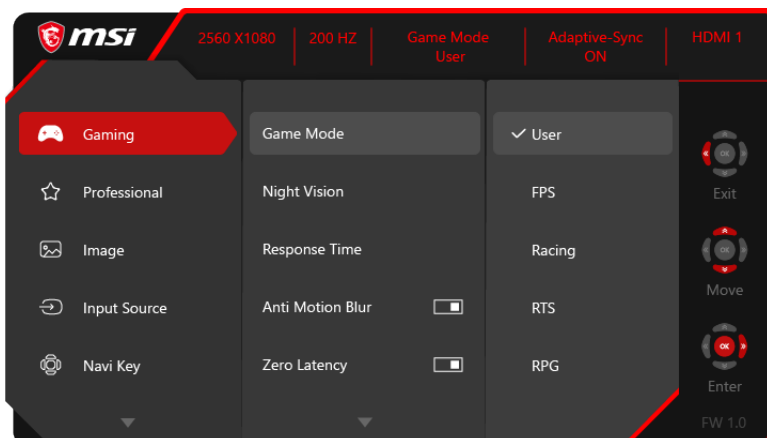 msi
2560 X1080
200 HZ
Game Mode
User
Adaptive-Sync
ON
HDMI 1
Gaming
Professional
Image
Input Source
Navi Key
Game Mode
Night Vision
Response Time
Anti Motion Blur
Zero Latency
User
FPS
Racing
RTS
RPG
OK
Exit
OK
Move
OK
Enter
FW 1.0